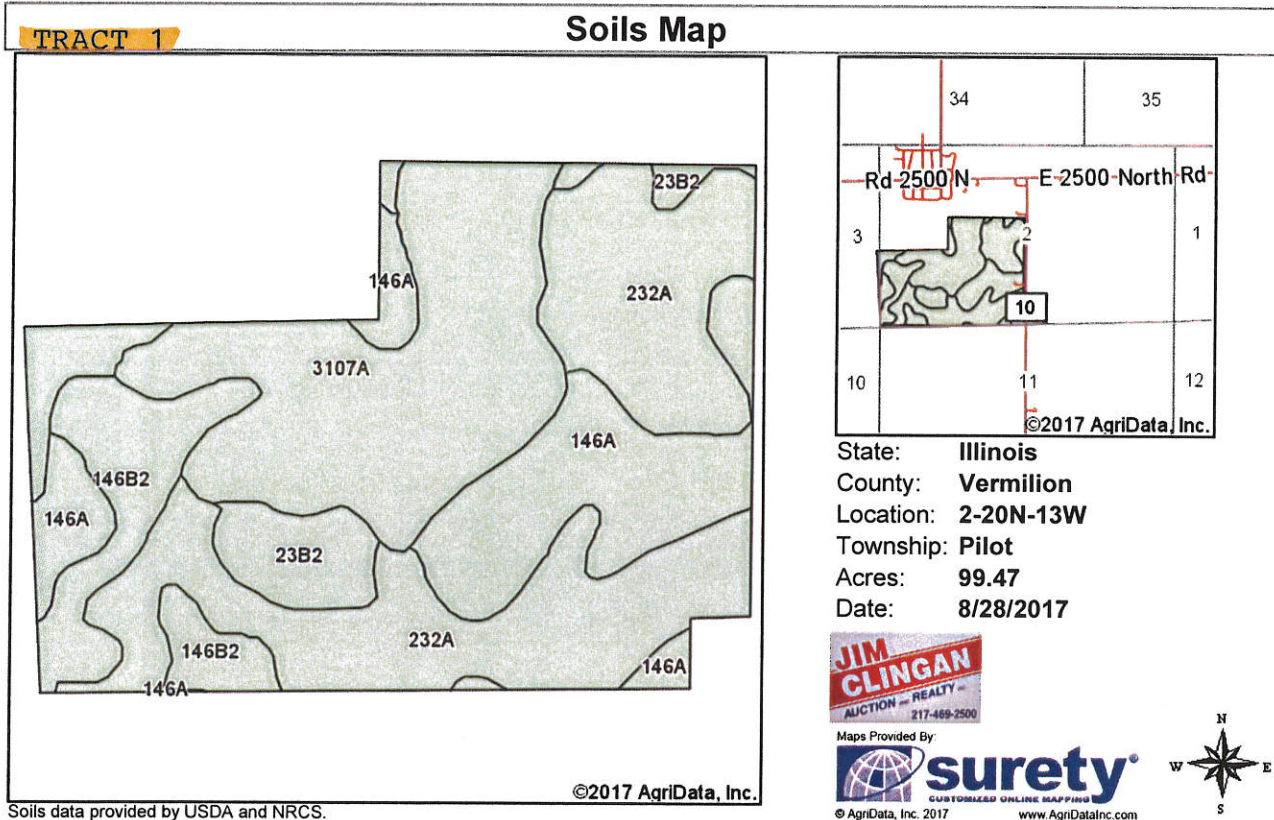 TRACT 1
Soils Map
23B2
146A
232A
3107A
146A
146B2
146A
23B2
232A
146B2
146A
146A
©2017 AgriData, Inc.
Soils data provided by USDA and NRCS.
34
35
Rd 2500 N
E 2500 North Rd
3
2
1
10
10
11
12
©2017 AgriData, Inc.
State: Illinois
County: Vermilion
Location: 2-20N-13W
Township: Pilot
Acres: 99.47
Date: 8/28/2017
JIM
CLINGAN
AUCTION and REALTY
217-469-2500
Maps Provided By:
surety®
CUSTOMIZED ONLINE MAPPING
© AgriData, Inc. 2017
www.AgriDataInc.com
N
W
E
S